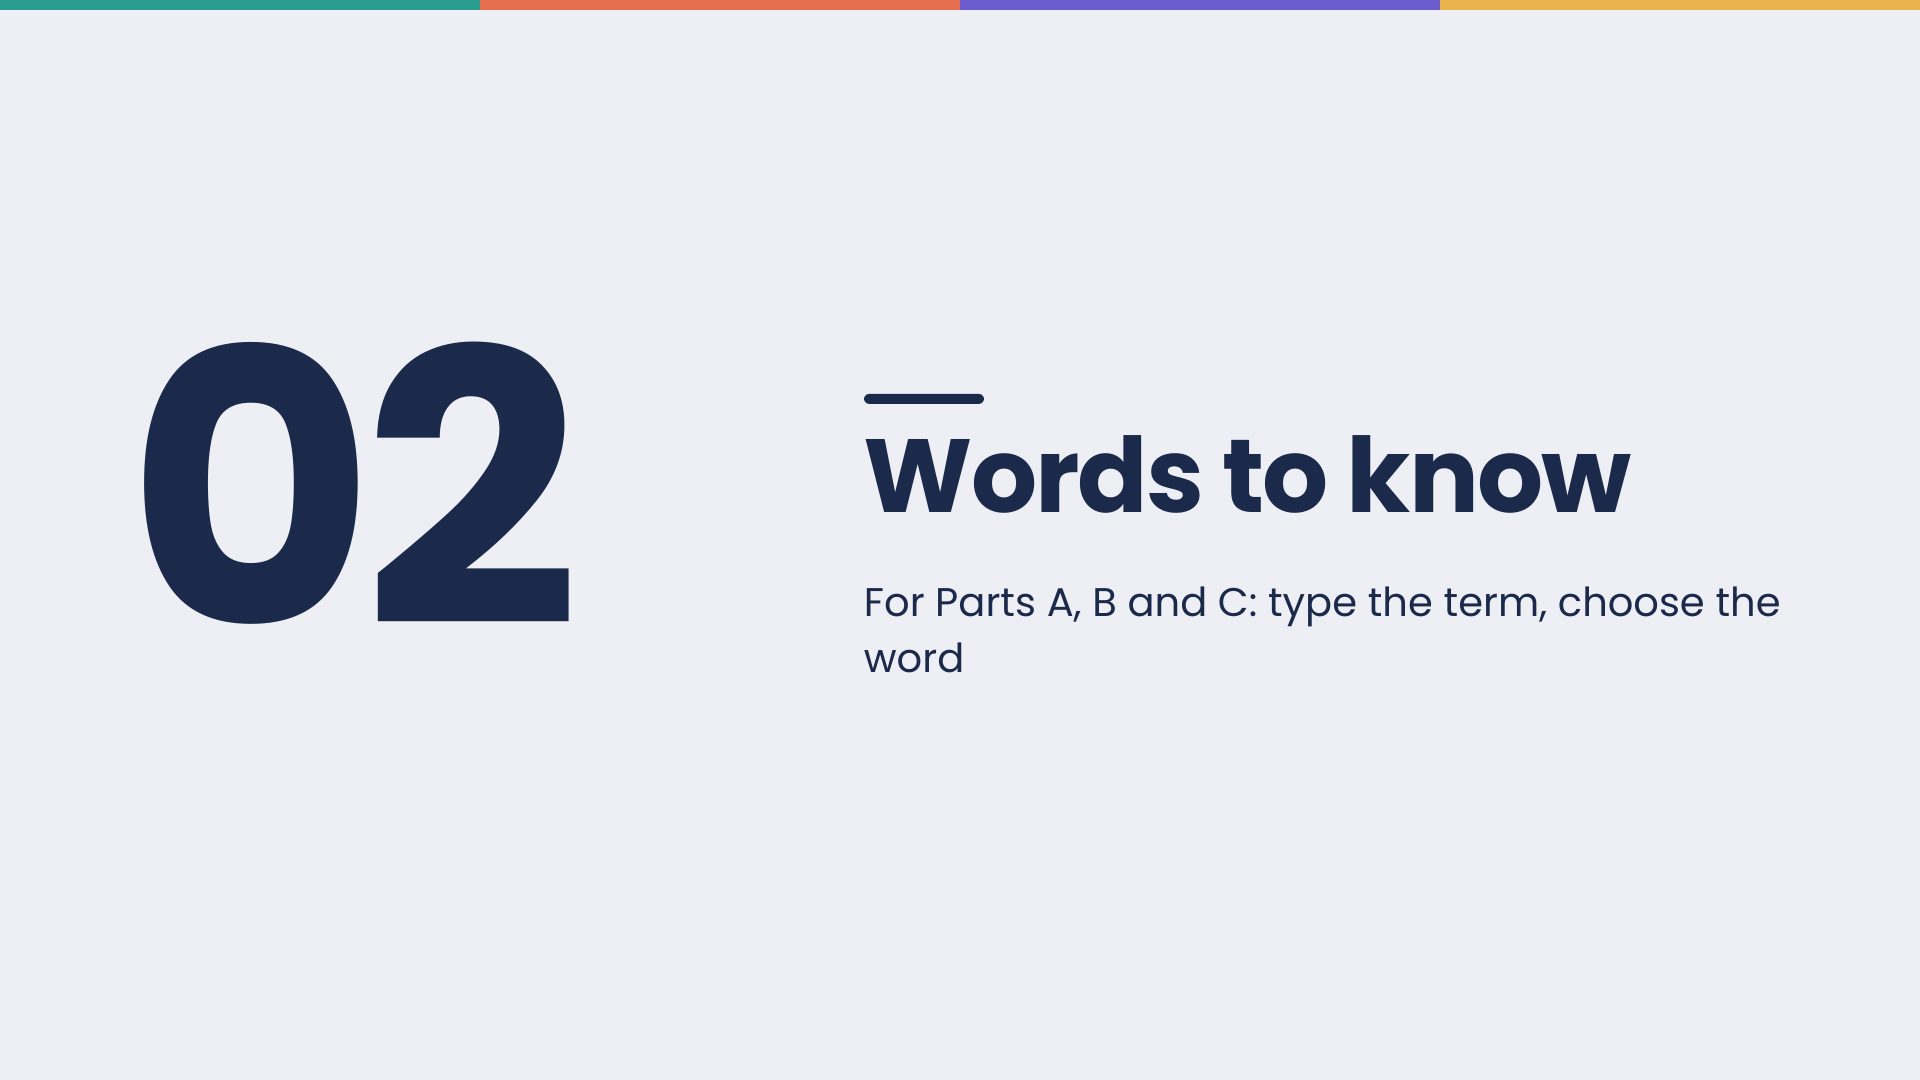 02
Words to know
For Parts A, B and C: type the term, choose the
word